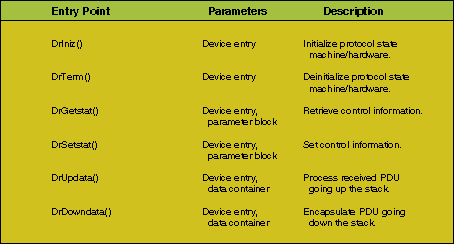 Entry Point Parameters Description
DrIniz() Device entry Initialize protocol state
machine/hardware.
DrTerm() Device entry Deinitialize protocol state
machine/hardware.
DrGetstat() Device entry, Retrieve control information.
parameter block
DrSetstat() Device entry, Set control information.
parameter block
DrUpdata() Device entry, Process received PDU
data container going up the stack.
DrDowndata() Device entry, Encapsulate PDU going
data container down the stack.